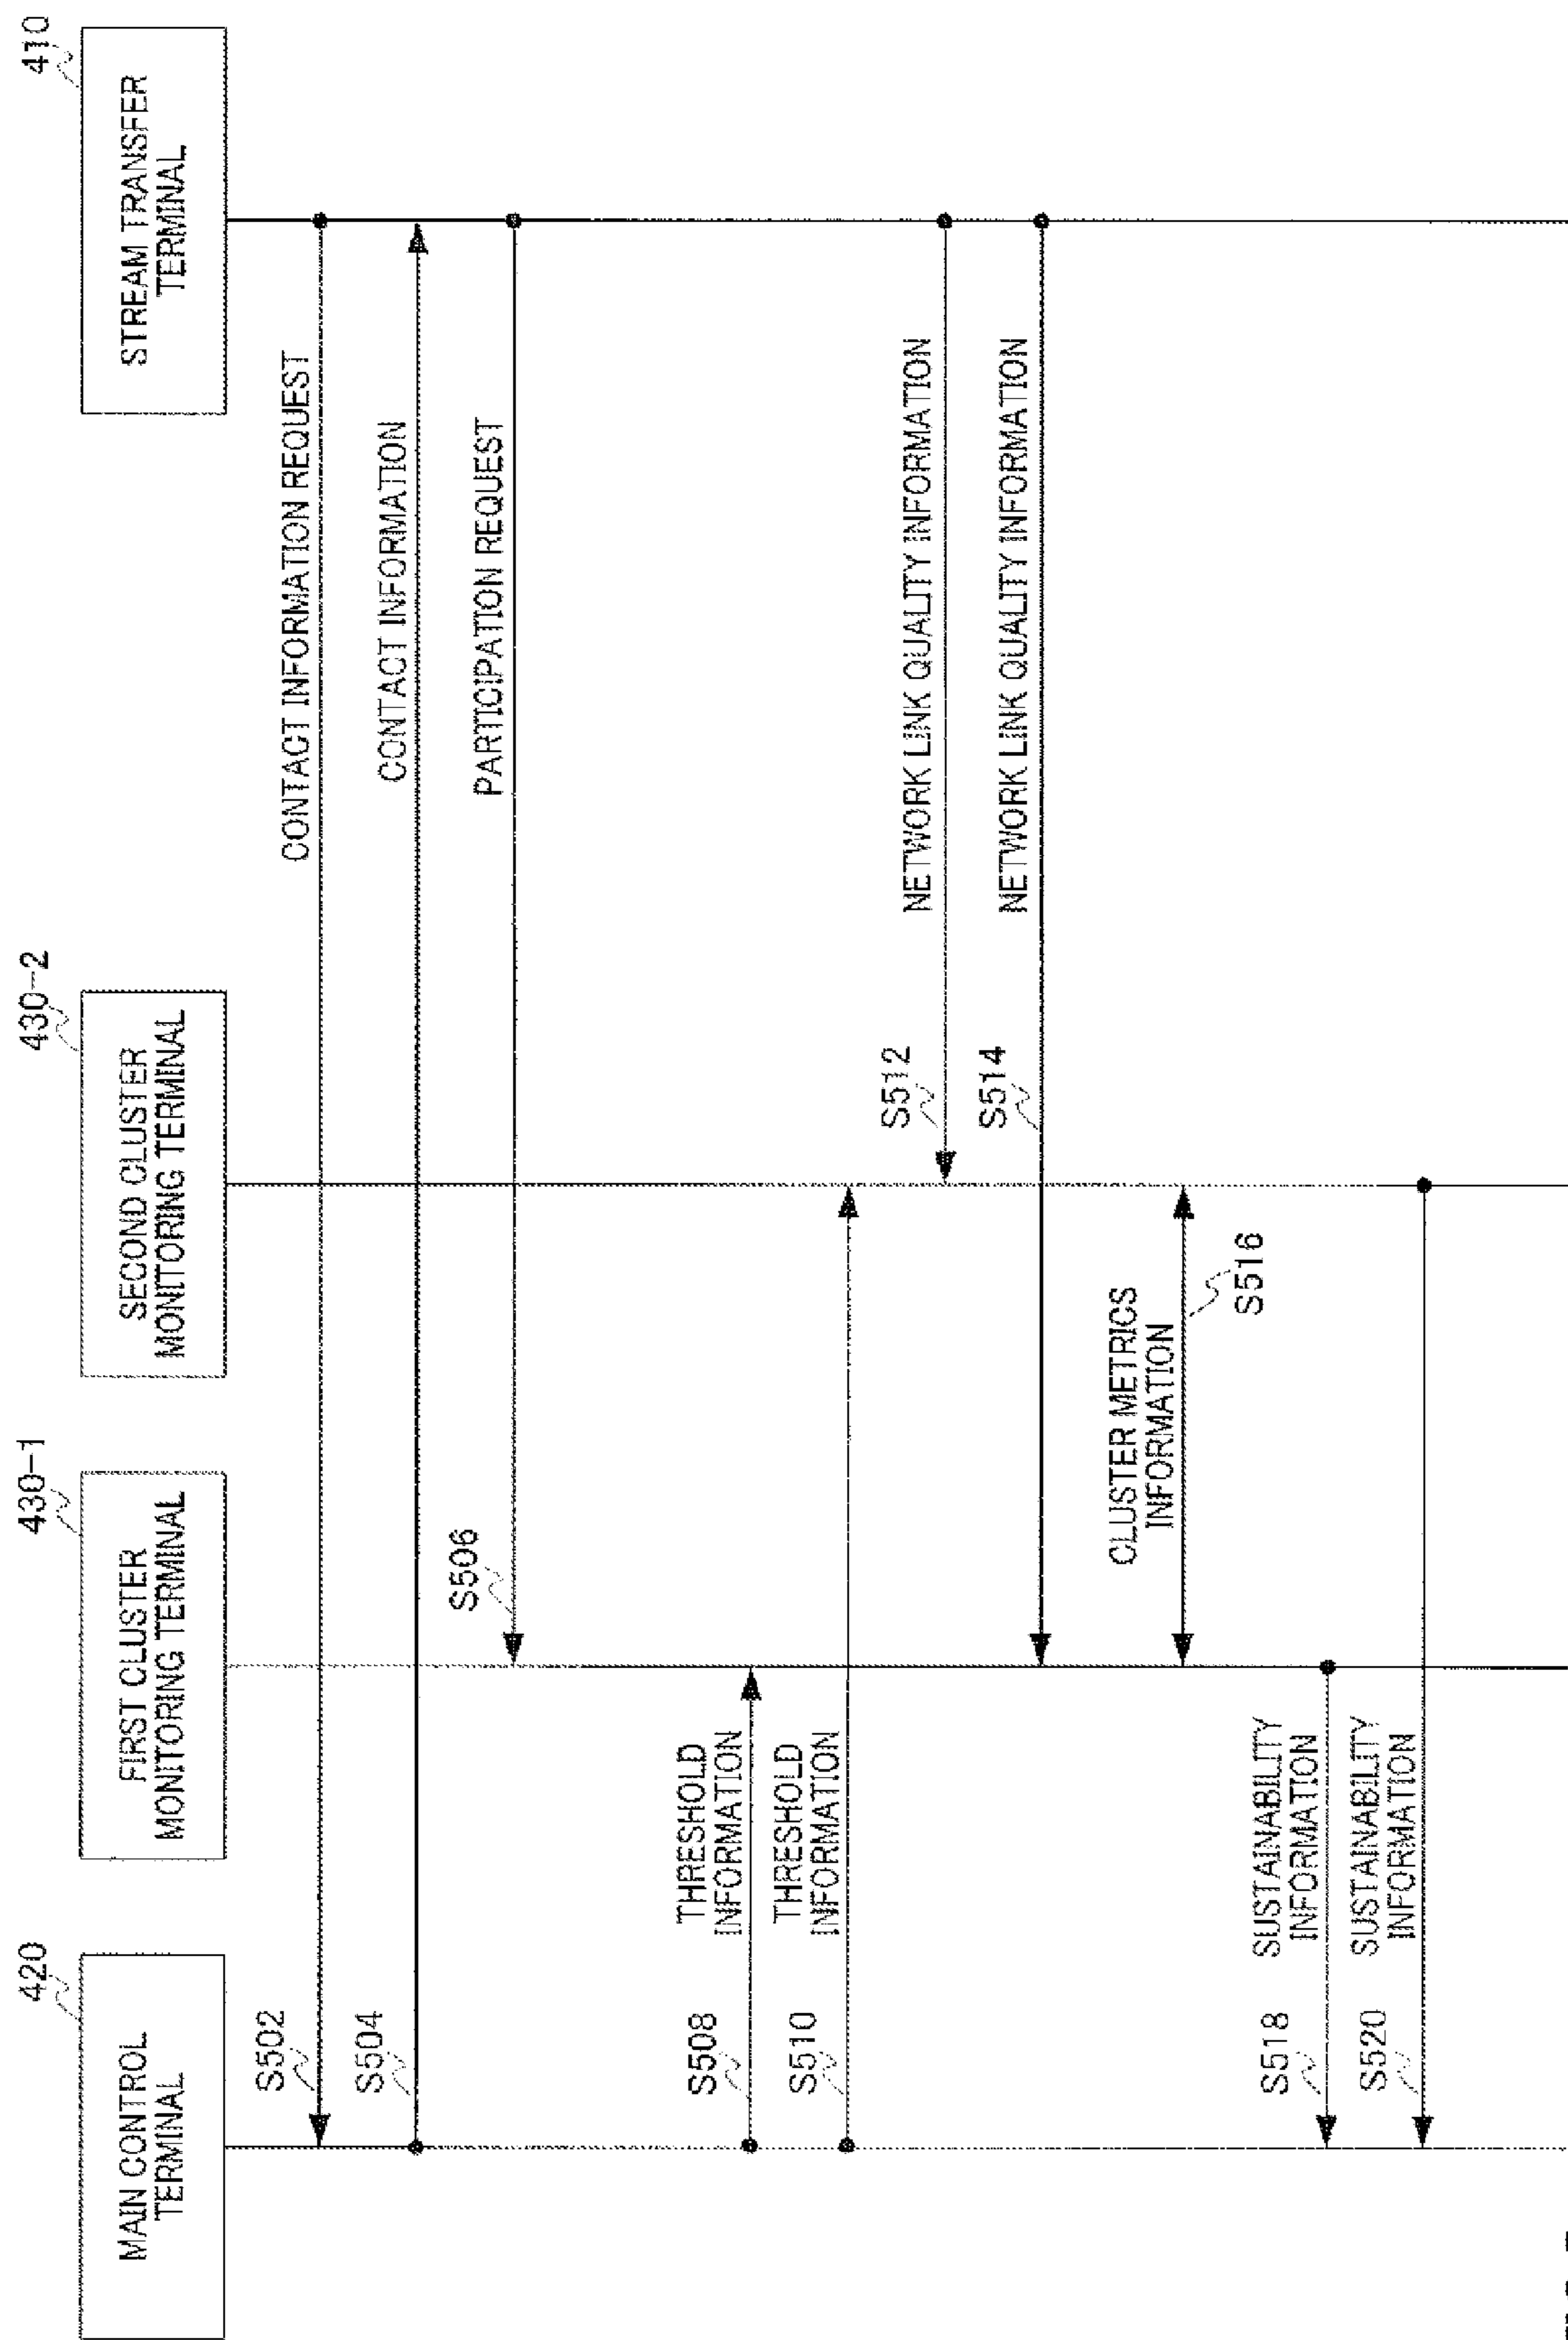 420
MAIN CONTROL
TERMINAL
430-1
FIRST CLUSTER
MONITORING TERMINAL
430-2
SECOND CLUSTER
MONITORING TERMINAL
410
STREAM TRANSFER
TERMINAL
S502
CONTACT INFORMATION REQUEST
S504
CONTACT INFORMATION
S506
PARTICIPATION REQUEST
S508
THRESHOLD
INFORMATION
S510
THRESHOLD
INFORMATION
S512
NETWORK LINK QUALITY INFORMATION
S514
NETWORK LINK QUALITY INFORMATION
CLUSTER METRICS
INFORMATION
S516
S518
SUSTAINABILITY
INFORMATION
S520
SUSTAINABILITY
INFORMATION